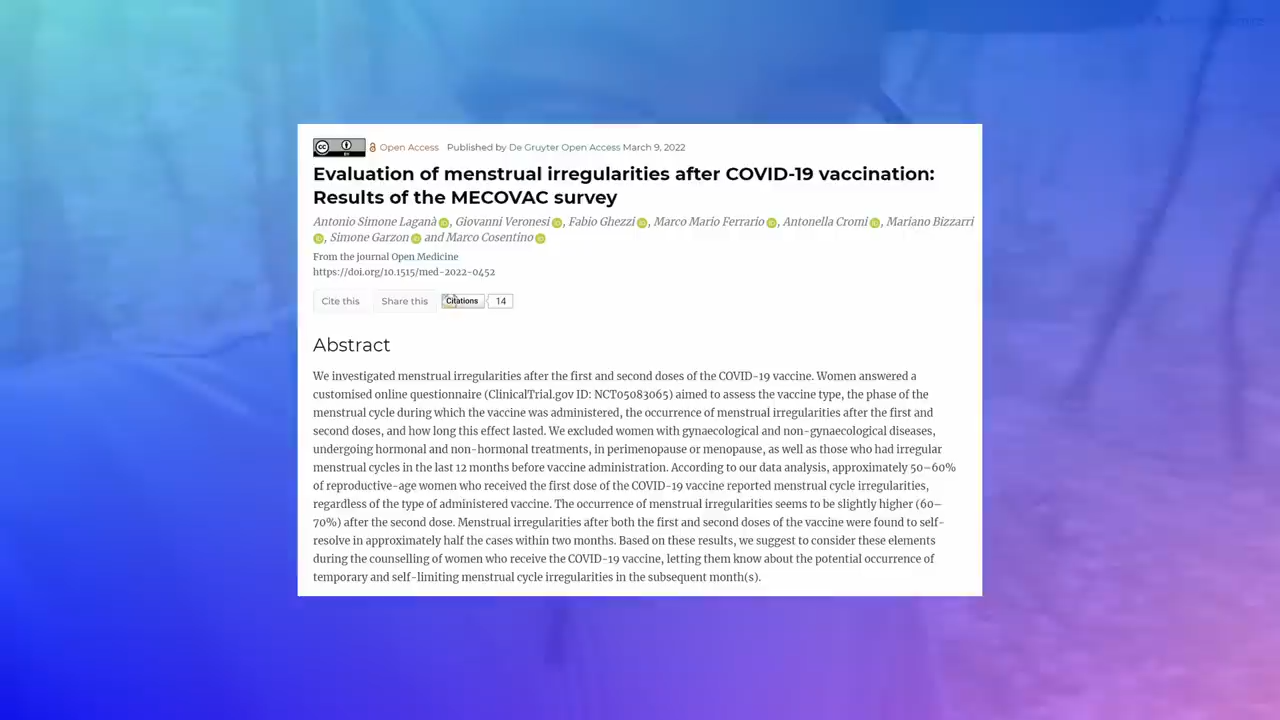 cc BY Open Access Published by De Gruyter Open Access March 9, 2022
Evaluation of menstrual irregularities after COVID-19 vaccination:
Results of the MECOVAC survey
Antonio Simone Laganà, Giovanni Veronesi, Fabio Ghezzi, Marco Mario Ferrario, Antonella Cromi, Mariano Bizzarri
, Simone Garzon and Marco Cosentino
From the journal Open Medicine
https://doi.org/10.1515/med-2022-0452
Cite this Share this Citations 14
Abstract
We investigated menstrual irregularities after the first and second doses of the COVID-19 vaccine. Women answered a
customised online questionnaire (ClinicalTrial.gov ID: NCT05083065) aimed to assess the vaccine type, the phase of the
menstrual cycle during which the vaccine was administered, the occurrence of menstrual irregularities after the first and
second doses, and how long this effect lasted. We excluded women with gynaecological and non-gynaecological diseases,
undergoing hormonal and non-hormonal treatments, in perimenopause or menopause, as well as those who had irregular
menstrual cycles in the last 12 months before vaccine administration. According to our data analysis, approximately 50–60%
of reproductive-age women who received the first dose of the COVID-19 vaccine reported menstrual cycle irregularities,
regardless of the type of administered vaccine. The occurrence of menstrual irregularities seems to be slightly higher (60–
70%) after the second dose. Menstrual irregularities after both the first and second doses of the vaccine were found to self-
resolve in approximately half the cases within two months. Based on these results, we suggest to consider these elements
during the counselling of women who receive the COVID-19 vaccine, letting them know about the potential occurrence of
temporary and self-limiting menstrual cycle irregularities in the subsequent month(s).